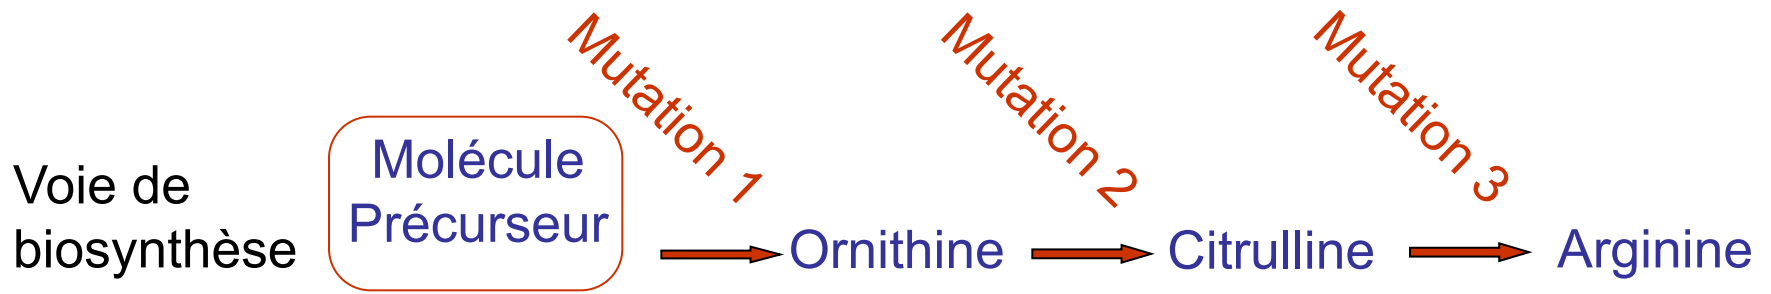 Mutation 1
Mutation 2
Mutation 3
Voie de
biosynthèse
Molécule
Précurseur
Ornithine
Citrulline
Arginine